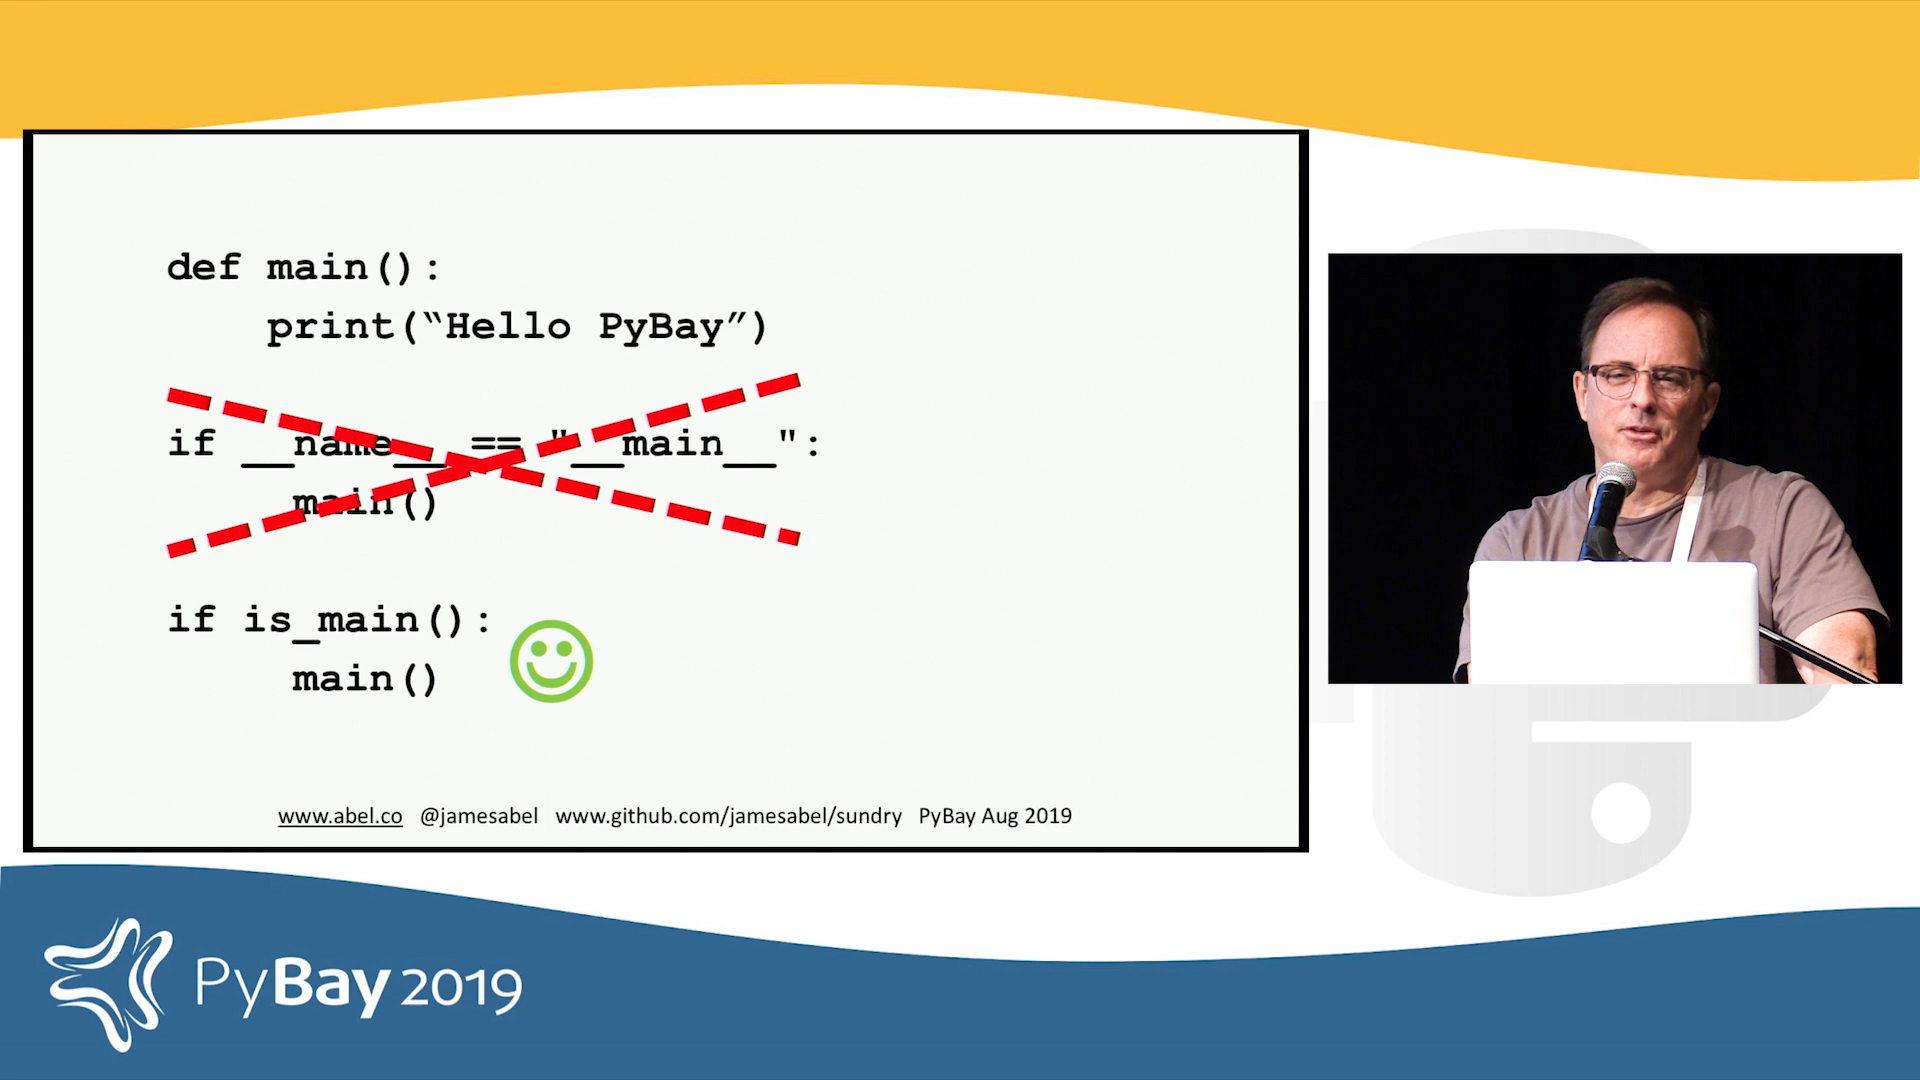 def main():
    print(“Hello PyBay”)
if __name__ == "__main__":
     main()
if is_main():
     main()
www.abel.co @jamesabel www.github.com/jamesabel/sundry PyBay Aug 2019
PyBay 2019